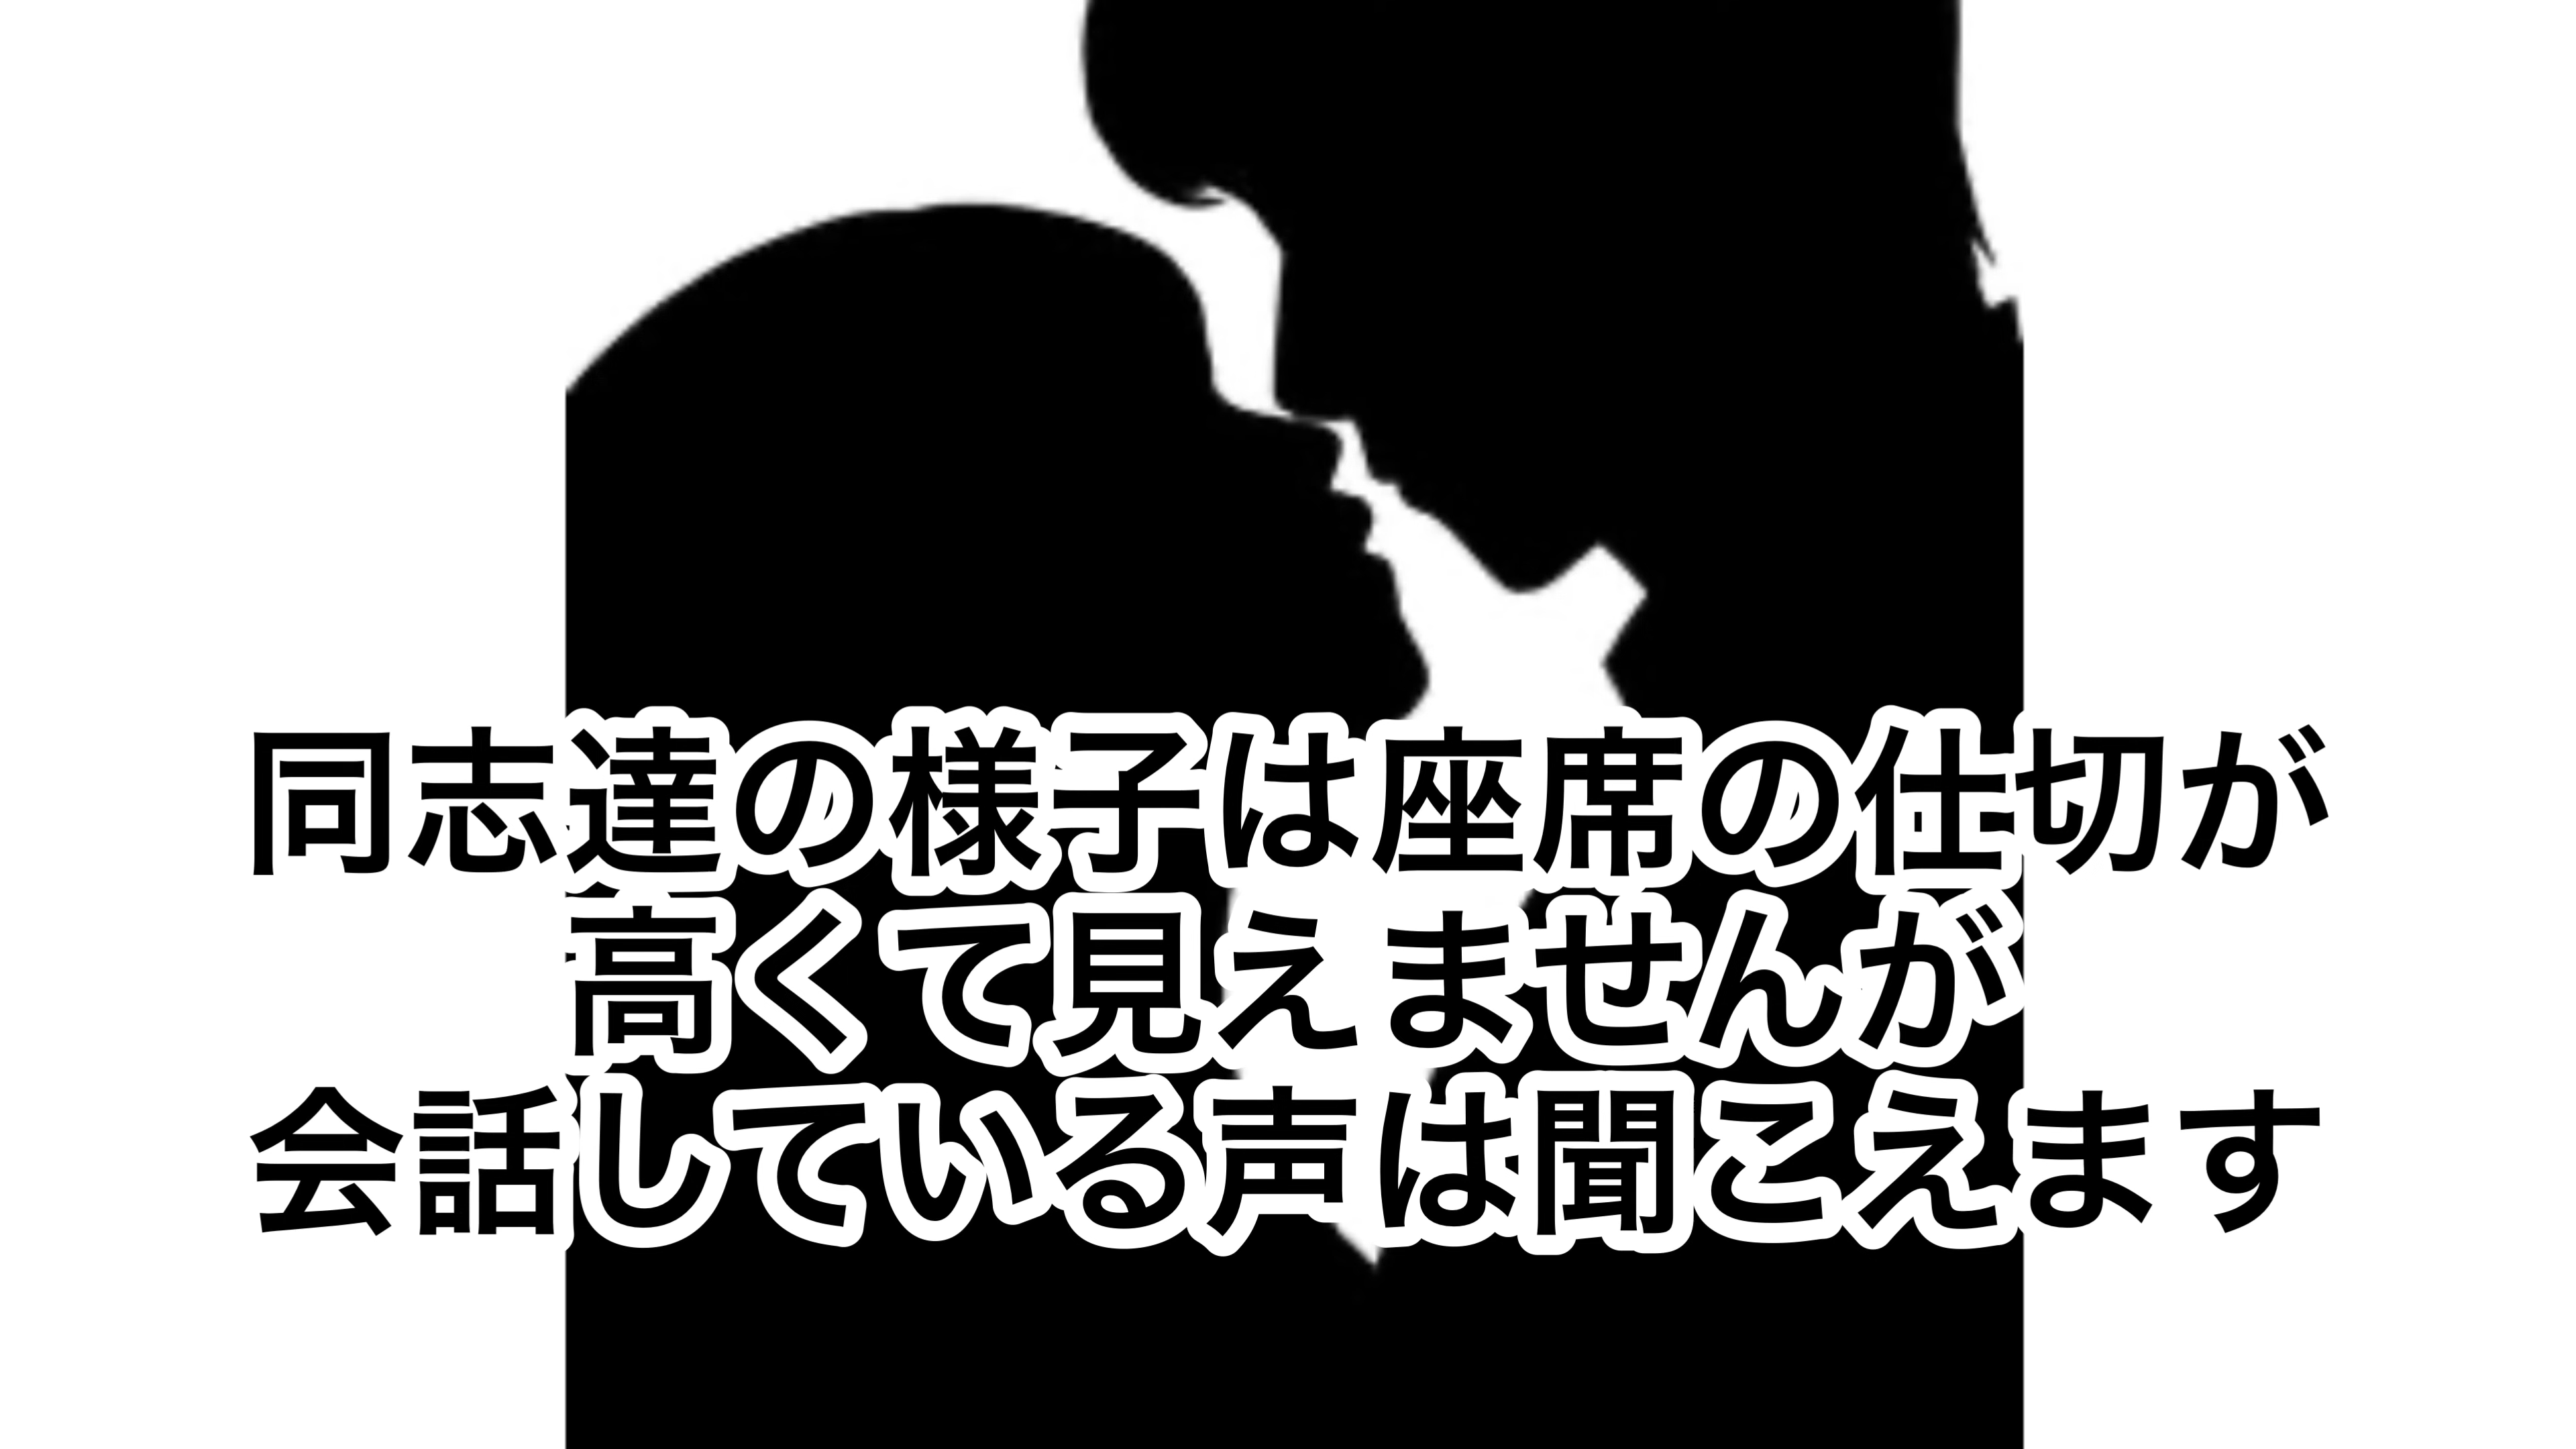 同志達の様子は座席の仕切が
高くて見えませんが
会話している声は聞こえます